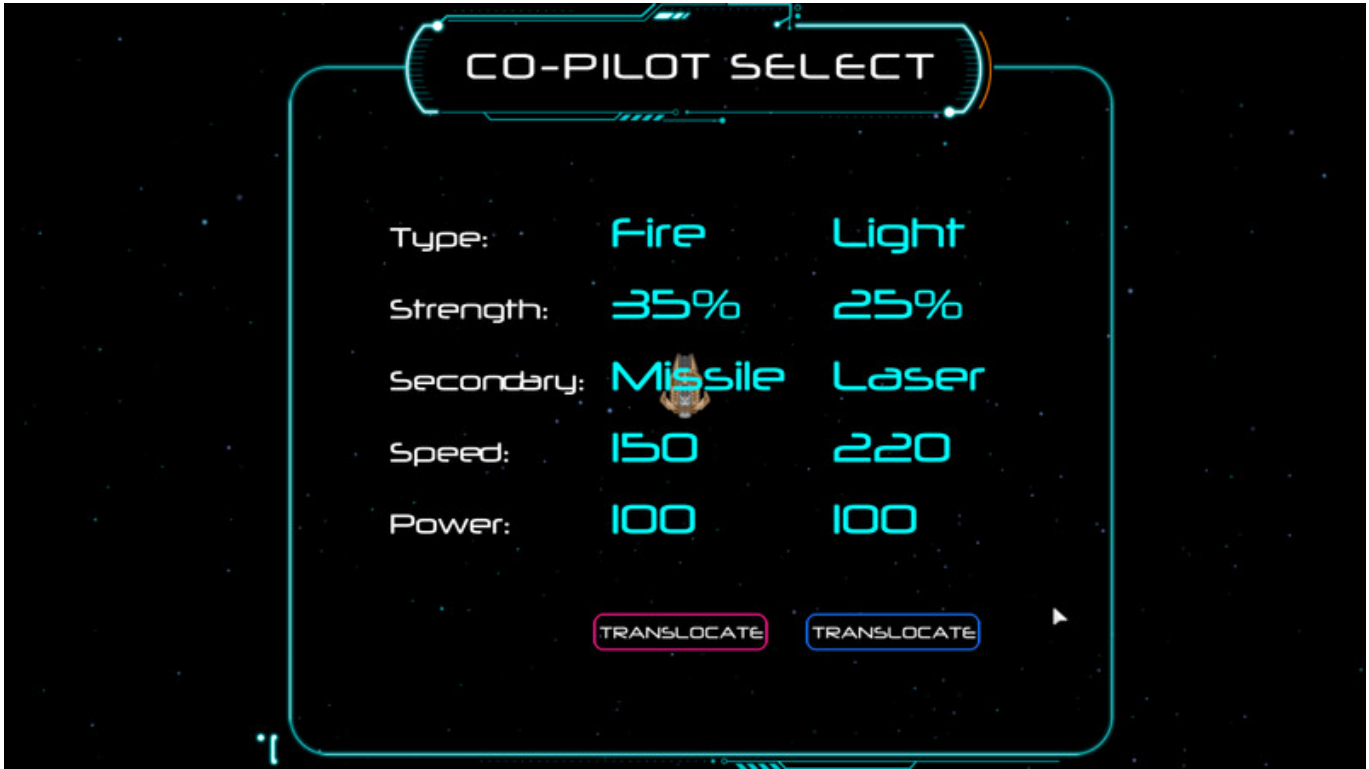 CO-PILOT SELECT
Type: Fire Light
Strength: 35% 25%
Secondary: Missile Laser
Speed: 150 220
Power: 100 100
TRANSLOCATE TRANSLOCATE